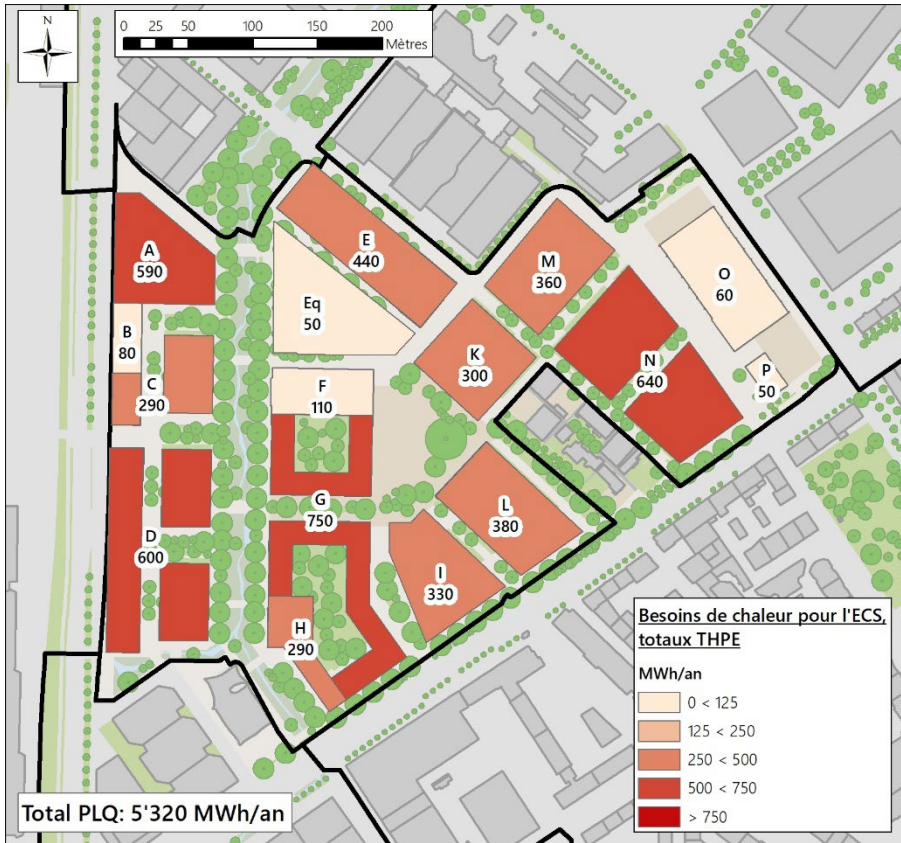 N
0 25 50 100 150 200
Mètres
A
590
B
80
C
290
D
600
E
440
Eq
50
F
110
G
750
H
290
I
330
K
300
L
380
M
360
N
640
O
60
P
50
Besoins de chaleur pour l'ECS,
totaux THPE
MWh/an
0 < 125
125 < 250
250 < 500
500 < 750
> 750
Total PLQ: 5'320 MWh/an